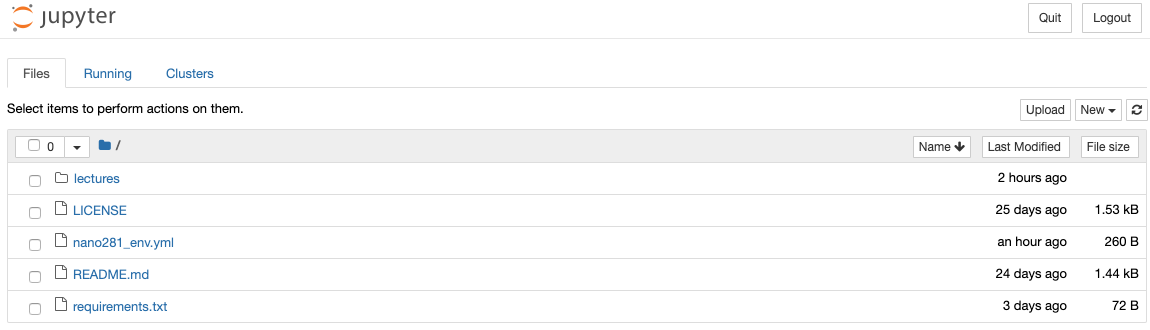 jupyter Quit Logout
Files Running Clusters
Select items to perform actions on them. Upload New
0 / Name Last Modified File size
lectures 2 hours ago
LICENSE 25 days ago 1.53 kB
nano281_env.yml an hour ago 260 B
README.md 24 days ago 1.44 kB
requirements.txt 3 days ago 72 B